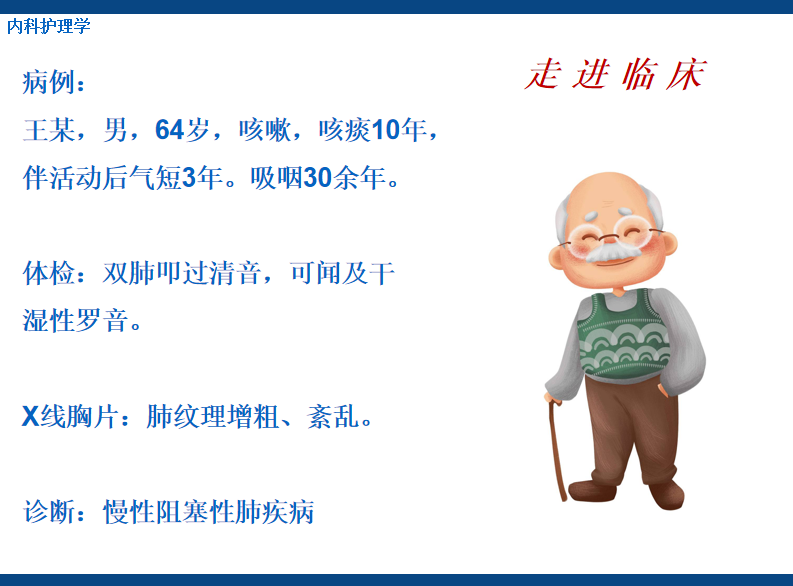 内科护理学
走进临床
病例：
王某，男，64岁，咳嗽，咳痰10年，
伴活动后气短3年。吸咽30余年。
体检：双肺叩过清音，可闻及干
湿性罗音。
X线胸片：肺纹理增粗、紊乱。
诊断：慢性阻塞性肺疾病